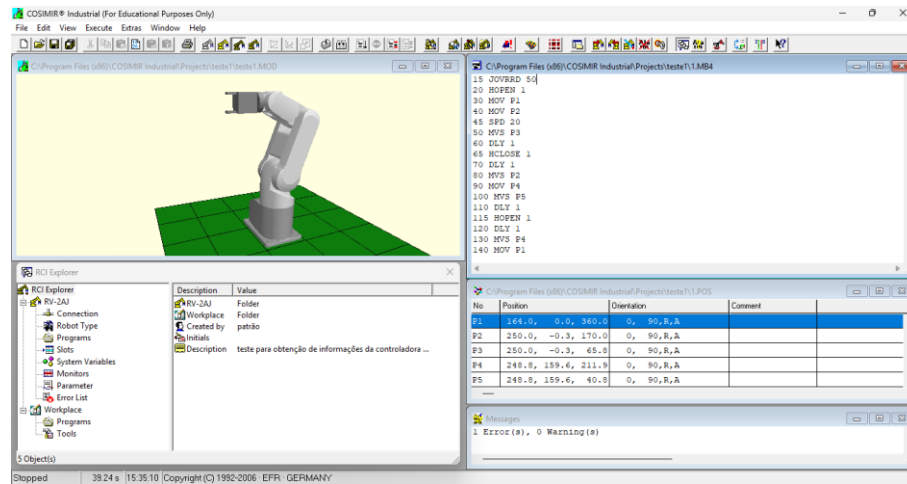 COSIMIR® Industrial (For Educational Purposes Only)
File Edit View Execute Extras Window Help
C:\Program Files (x86)\COSIMIR Industrial\Projects\teste1\teste1.MOD
C:\Program Files (x86)\COSIMIR Industrial\Projects\teste1\1.MB4
15 JOVRRD 50
20 HOPEN 1
30 MOV P1
40 MOV P2
45 SPD 20
50 MVS P3
60 DLY 1
65 HCLOSE 1
70 DLY 1
80 MVS P2
90 MOV P4
100 MVS P5
110 DLY 1
115 HOPEN 1
120 DLY 1
130 MVS P4
140 MOV P1
RCI Explorer
RCI Explorer
RV-2AJ
Connection
Robot Type
Programs
Slots
System Variables
Monitors
Parameter
Error List
Workplace
Programs
Tools
Description Value
RV-2AJ Folder
Workplace Folder
Created by patrão
Initials
Description teste para obtenção de informações da controladora ...
5 Object(s)
C:\Program Files (x86)\COSIMIR Industrial\Projects\teste1\1.POS
No Position Orientation Comment
P1 164.0, 0.0, 360.0 0, 90,R,A
P2 250.0, -0.3, 170.0 0, 90,R,A
P3 250.0, -0.3, 65.8 0, 90,R,A
P4 248.8, 159.6, 211.9 0, 90,R,A
P5 248.8, 159.6, 40.8 0, 90,R,A
Messages
1 Error(s), 0 Warning(s)
Stopped 39.24 s 15:35:10 Copyright (C) 1992-2006 EFR - GERMANY